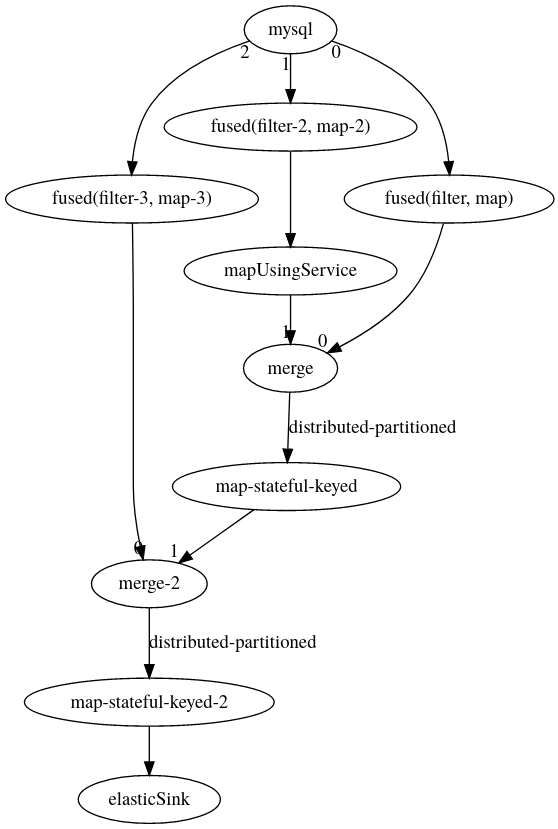 mysql
2
1
0
fused(filter-2, map-2)
fused(filter-3, map-3)
fused(filter, map)
mapUsingService
1
0
merge
distributed-partitioned
map-stateful-keyed
0
1
merge-2
distributed-partitioned
map-stateful-keyed-2
elasticSink